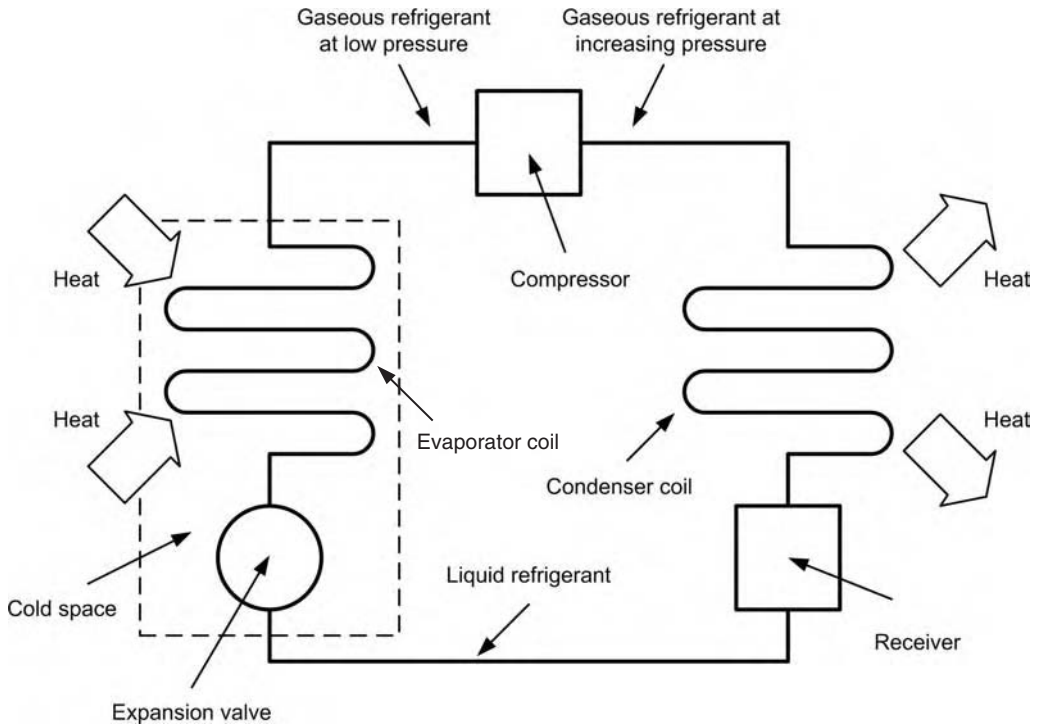 Gaseous refrigerant
at low pressure
Gaseous refrigerant at
increasing pressure
Heat
Compressor
Heat
Heat
Evaporator coil
Heat
Condenser coil
Liquid refrigerant
Cold space
Receiver
Expansion valve